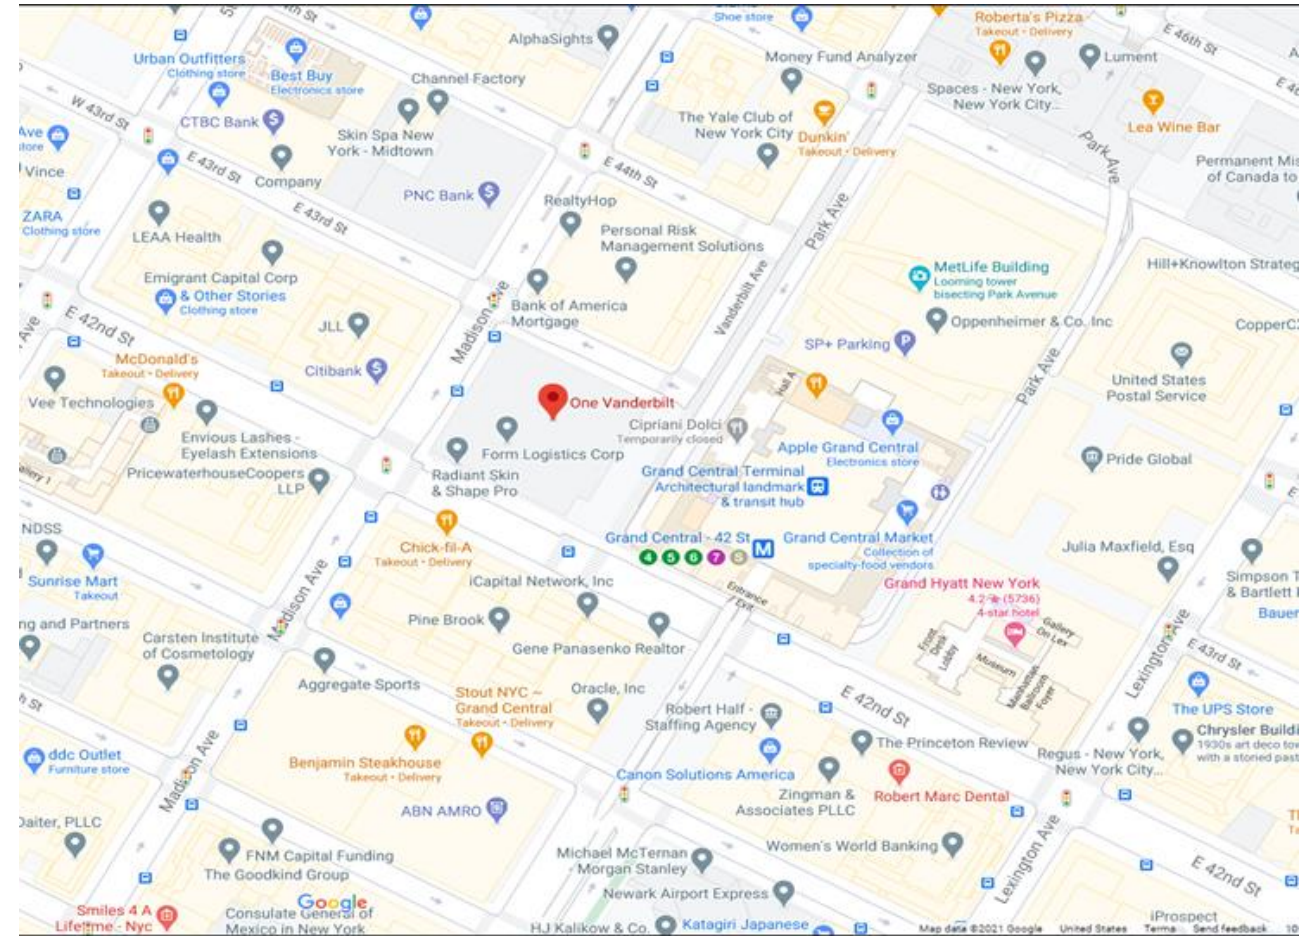 Shoe store
Roberta's Pizza
Takeout • Delivery
AlphaSights
E 46th St
Urban Outfitters
Clothing store
Best Buy
Electronics store
Channel Factory
Money Fund Analyzer
Lument
Spaces - New York,
New York City...
W 43rd St
CTBC Bank
Skin Spa New
York - Midtown
The Yale Club of
New York City
Dunkin'
Takeout • Delivery
Lea Wine Bar
Ave
Vince
E 43rd St
Company
E 44th St
Park Ave
Permanent Mis
of Canada to
PNC Bank
ZARA
Clothing store
E 43rd St
RealtyHop
LEAA Health
Personal Risk
Management Solutions
Park Ave
Emigrant Capital Corp
& Other Stories
Clothing store
MetLife Building
Looming tower
bisecting Park Avenue
Hill+Knowlton Strateg
Madison Ave
Bank of America
Mortgage
Vanderbilt Ave
E 42nd St
JLL
Oppenheimer & Co. Inc
CopperC
SP+ Parking
McDonald's
Takeout • Delivery
Citibank
Hall A
Park Ave
United States
Postal Service
Vee Technologies
One Vanderbilt
Cipriani Dolci
Temporarily closed
Envious Lashes -
Eyelash Extensions
Form Logistics Corp
Apple Grand Central
Electronics store
Pride Global
PricewaterhouseCoopers
LLP
Radiant Skin
& Shape Pro
Grand Central Terminal
Architectural landmark
& transit hub
NDSS
Grand Central - 42 St
4 5 6 7 S
M
Grand Central Market
Collection of
specialty-food vendors
Chick-fil-A
Takeout • Delivery
Julia Maxfield, Esq
Sunrise Mart
Takeout
iCapital Network, Inc
Entrance
/ Exit
Grand Hyatt New York
4.2 ★ (5736)
4-star hotel
Simpson T
& Bartlett
Bauer
Madison Ave
Pine Brook
ng and Partners
Carsten Institute
of Cosmetology
Gene Panasenko Realtor
Front
Desk
Lobby
Gallery
On Lex
Museum
Manhattan
Ballroom
Foyer
Lexington Ave
E 43rd St
Aggregate Sports
Stout NYC ~
Grand Central
Takeout • Delivery
Oracle, Inc
E 42nd St
The UPS Store
Robert Half -
Staffing Agency
The Princeton Review
Regus - New York,
New York City...
Chrysler Buildi
1930s art deco tow
with a storied past
ddc Outlet
Furniture store
Madison Ave
Benjamin Steakhouse
Takeout • Delivery
Canon Solutions America
Zingman &
Associates PLLC
Robert Marc Dental
ABN AMRO
Daiter, PLLC
FNM Capital Funding
The Goodkind Group
Michael McTernan
- Morgan Stanley
Women's World Banking
Lexington Ave
E 42nd St
Newark Airport Express
Smiles 4 A
Lifetime - Nyc
Google
Consulate General of
Mexico in New York
HJ Kalikow & Co.
Katagiri Japanese
iProspect
Map data ©2021 Google United States Terms Send feedback